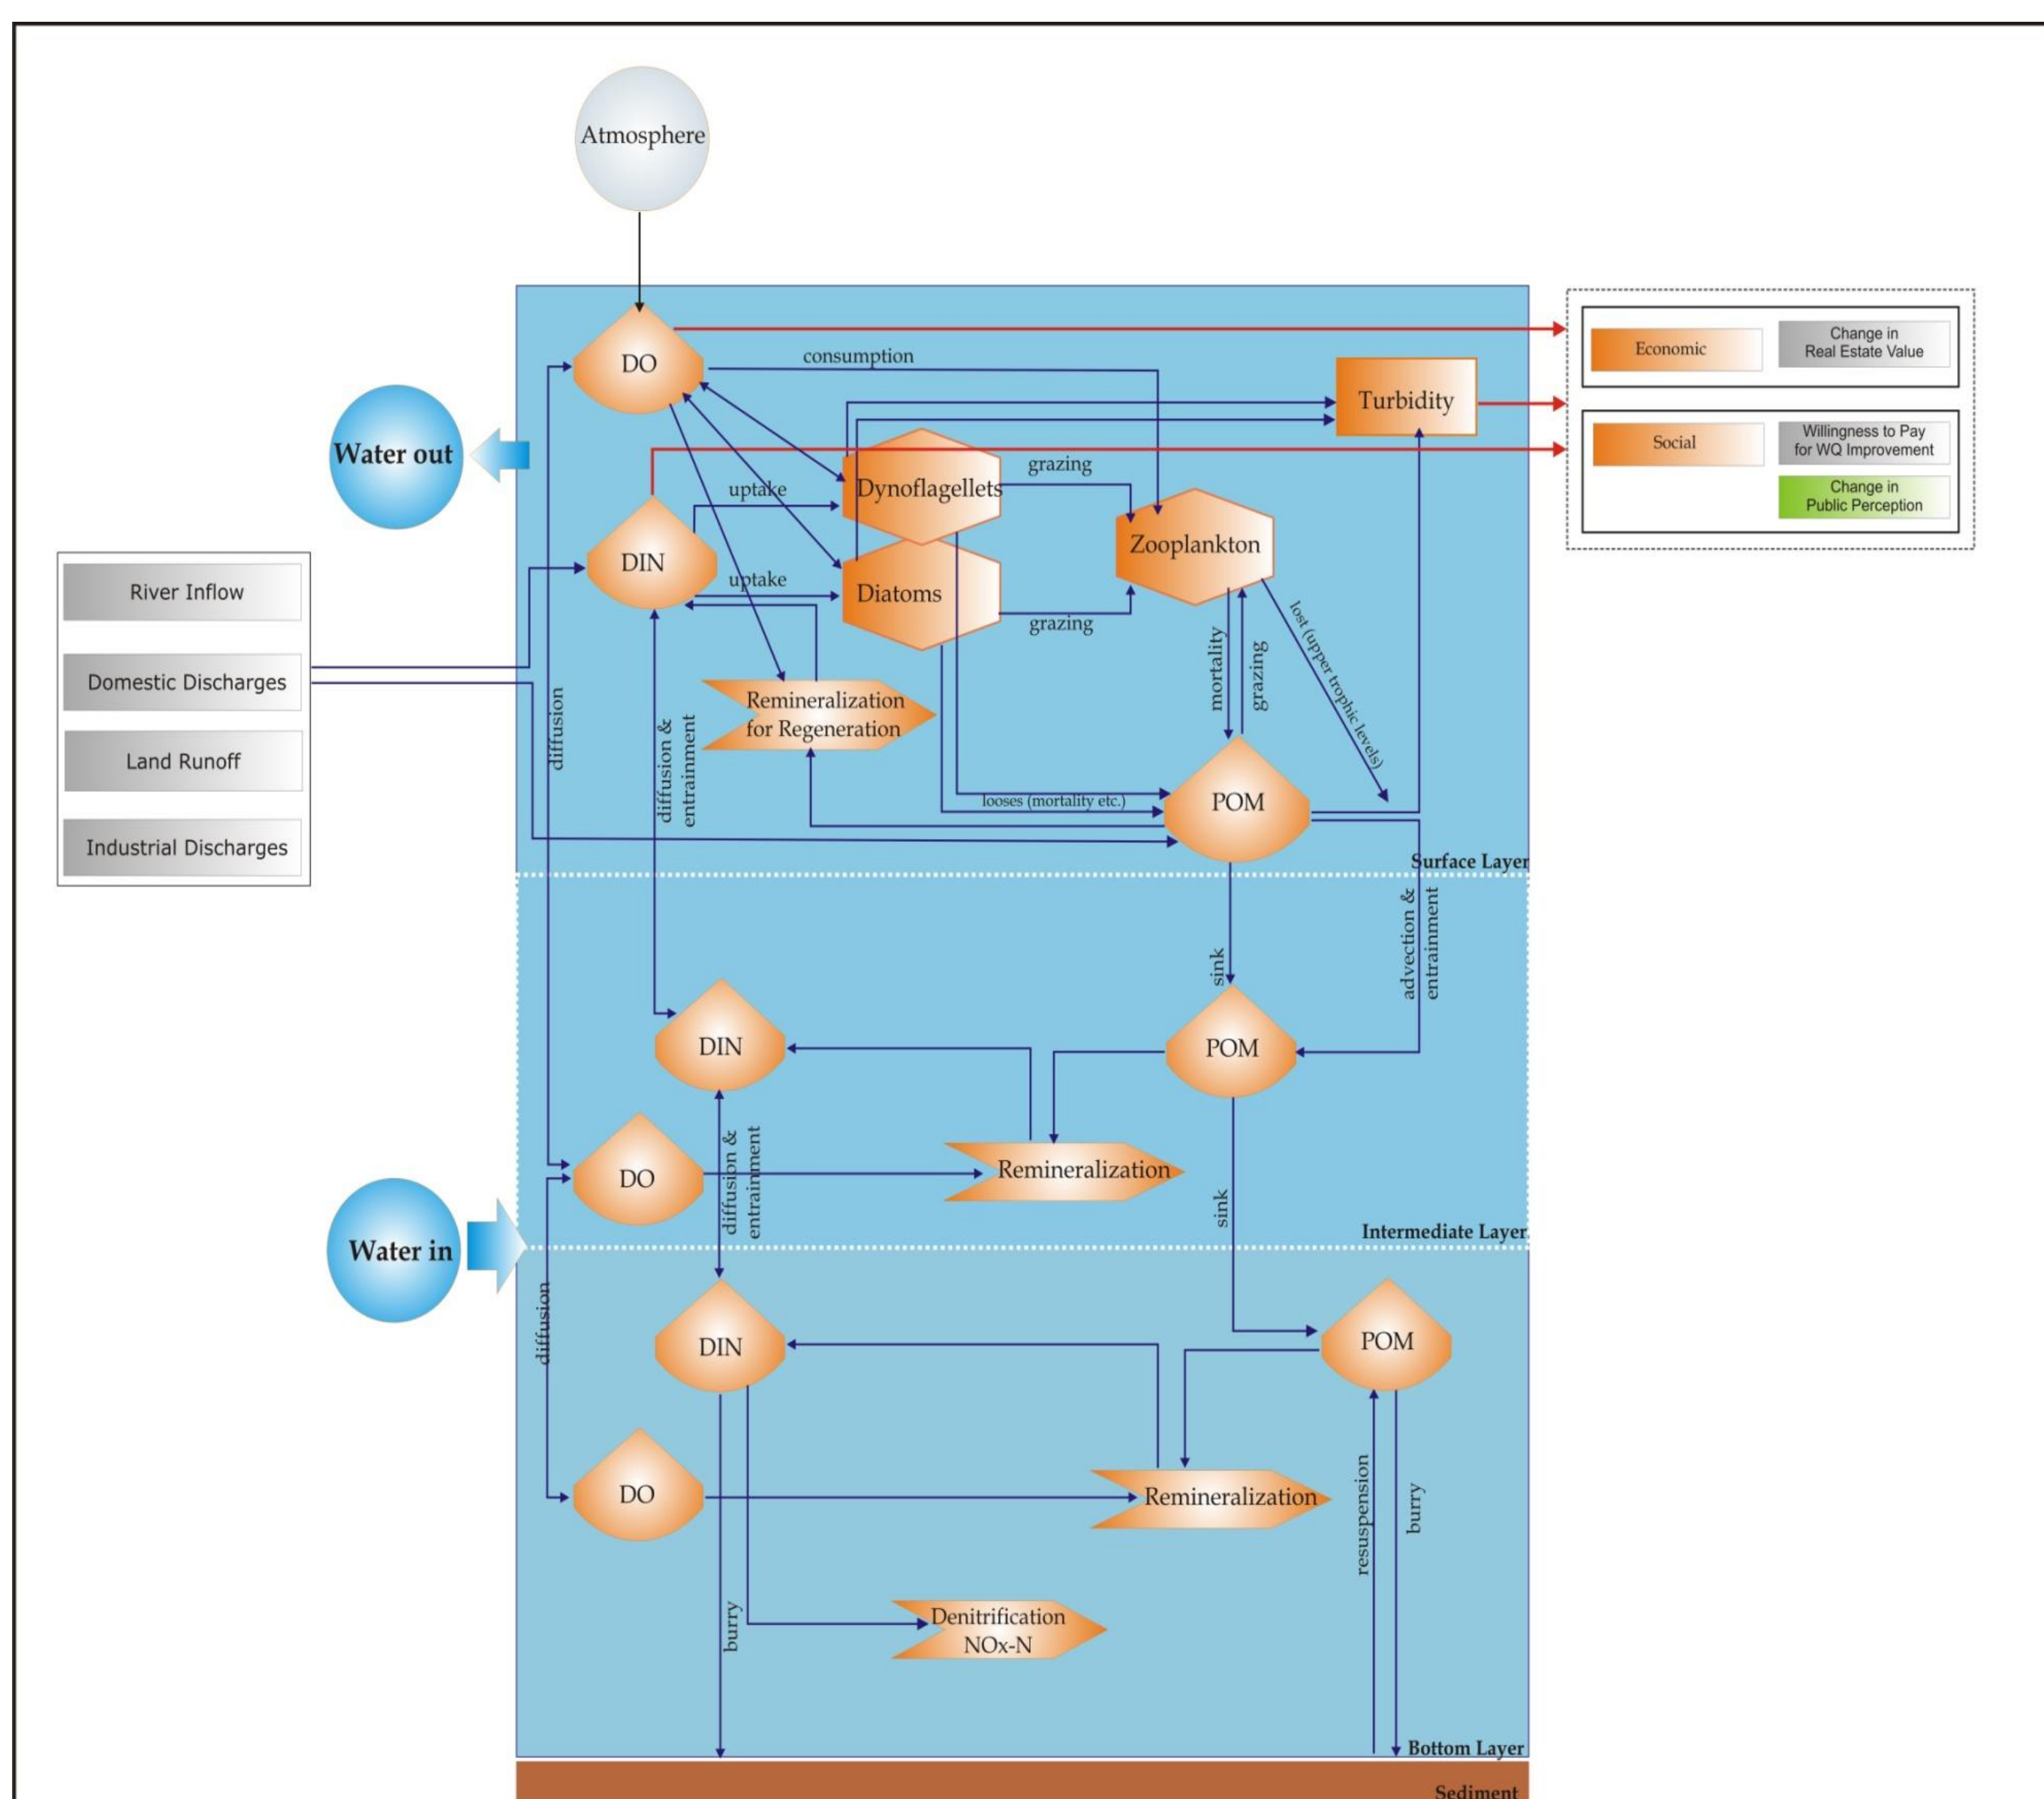 Atmosphere
DO
consumption
Turbidity
Economic
Change in
Real Estate Value
Social
Willingness to Pay
for WQ Improvement
Change in
Public Perception
Water out
uptake
Dynoflagellets
grazing
DIN
Zooplankton
uptake
Diatoms
grazing
River Inflow
Domestic Discharges
Land Runoff
Industrial Discharges
diffusion
diffusion &
entrainment
Remineralization
for Regeneration
mortality
grazing
lost (upper trophic levels)
looses (mortality etc.)
POM
Surface Layer
sink
advection &
entrainment
DIN
POM
DO
diffusion &
entrainment
Remineralization
sink
Intermediate Layer
Water in
diffusion
DIN
POM
DO
Remineralization
resuspension
burry
burry
Denitrification
NOx-N
Bottom Layer
Sediment